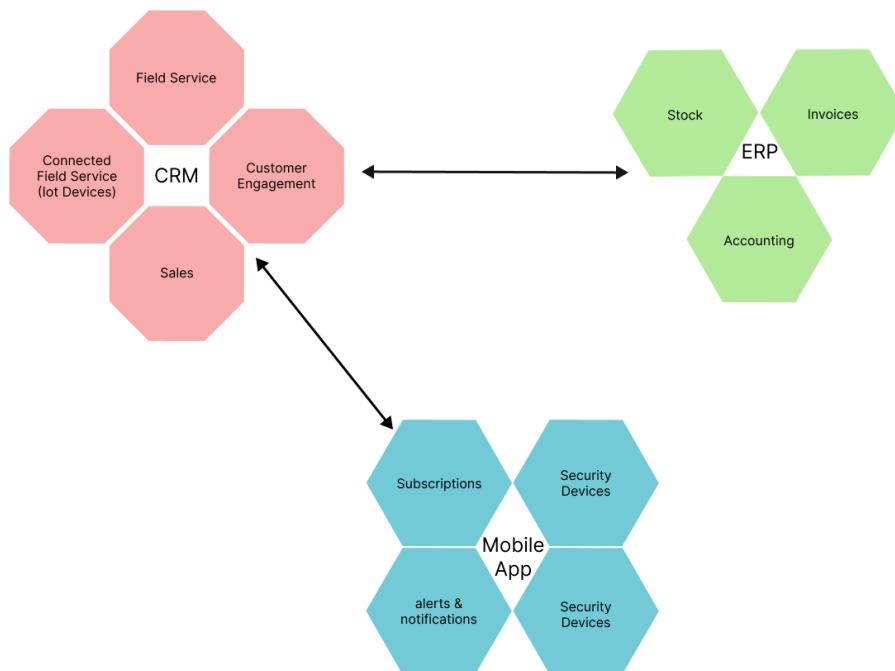 Field Service
Connected
Field Service
(Iot Devices)
CRM
Customer
Engagement
Sales
Stock
Invoices
ERP
Accounting
Subscriptions
Security
Devices
Mobile
App
alerts &
notifications
Security
Devices